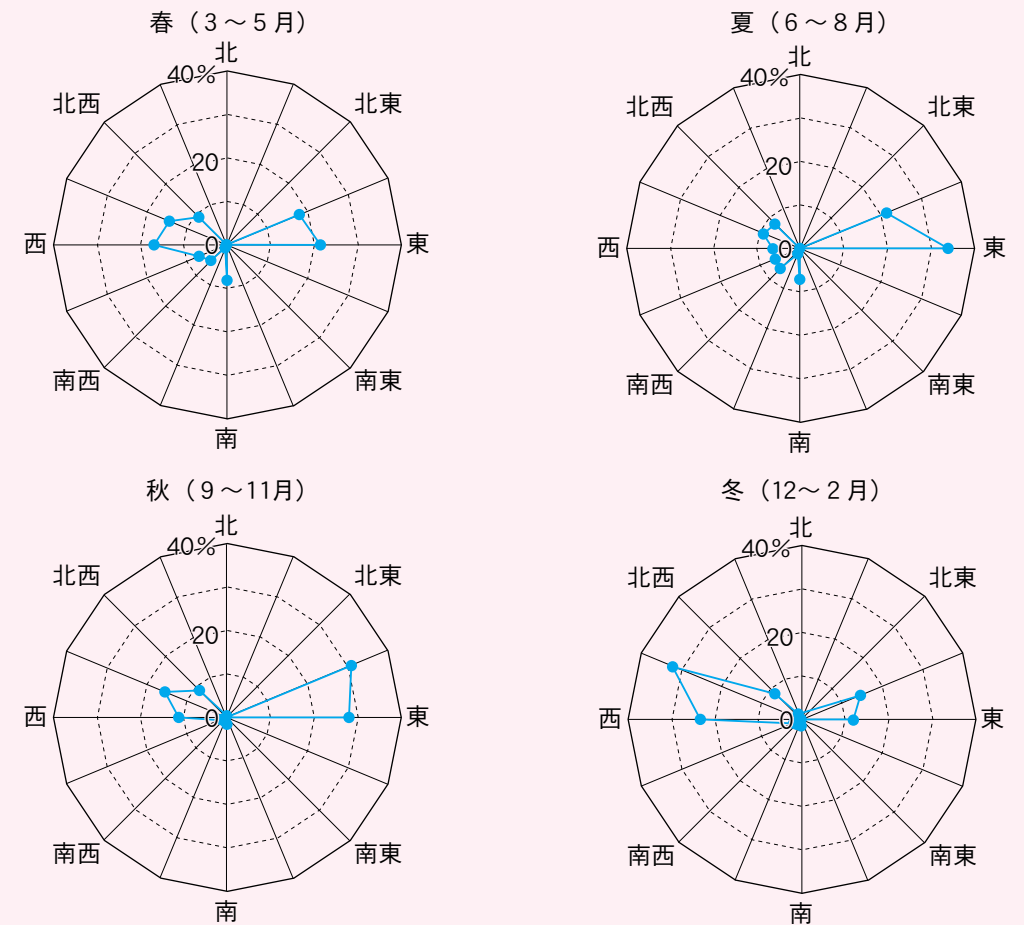 春（３～５月）
北
40%
北西
北東
20
西
0
東
南西
南東
南
夏（６～８月）
北
40%
北西
北東
20
西
0
東
南西
南東
南
秋（９～11月）
北
40%
北西
北東
20
西
0
東
南西
南東
南
冬（12～２月）
北
40%
北西
北東
20
西
0
東
南西
南東
南